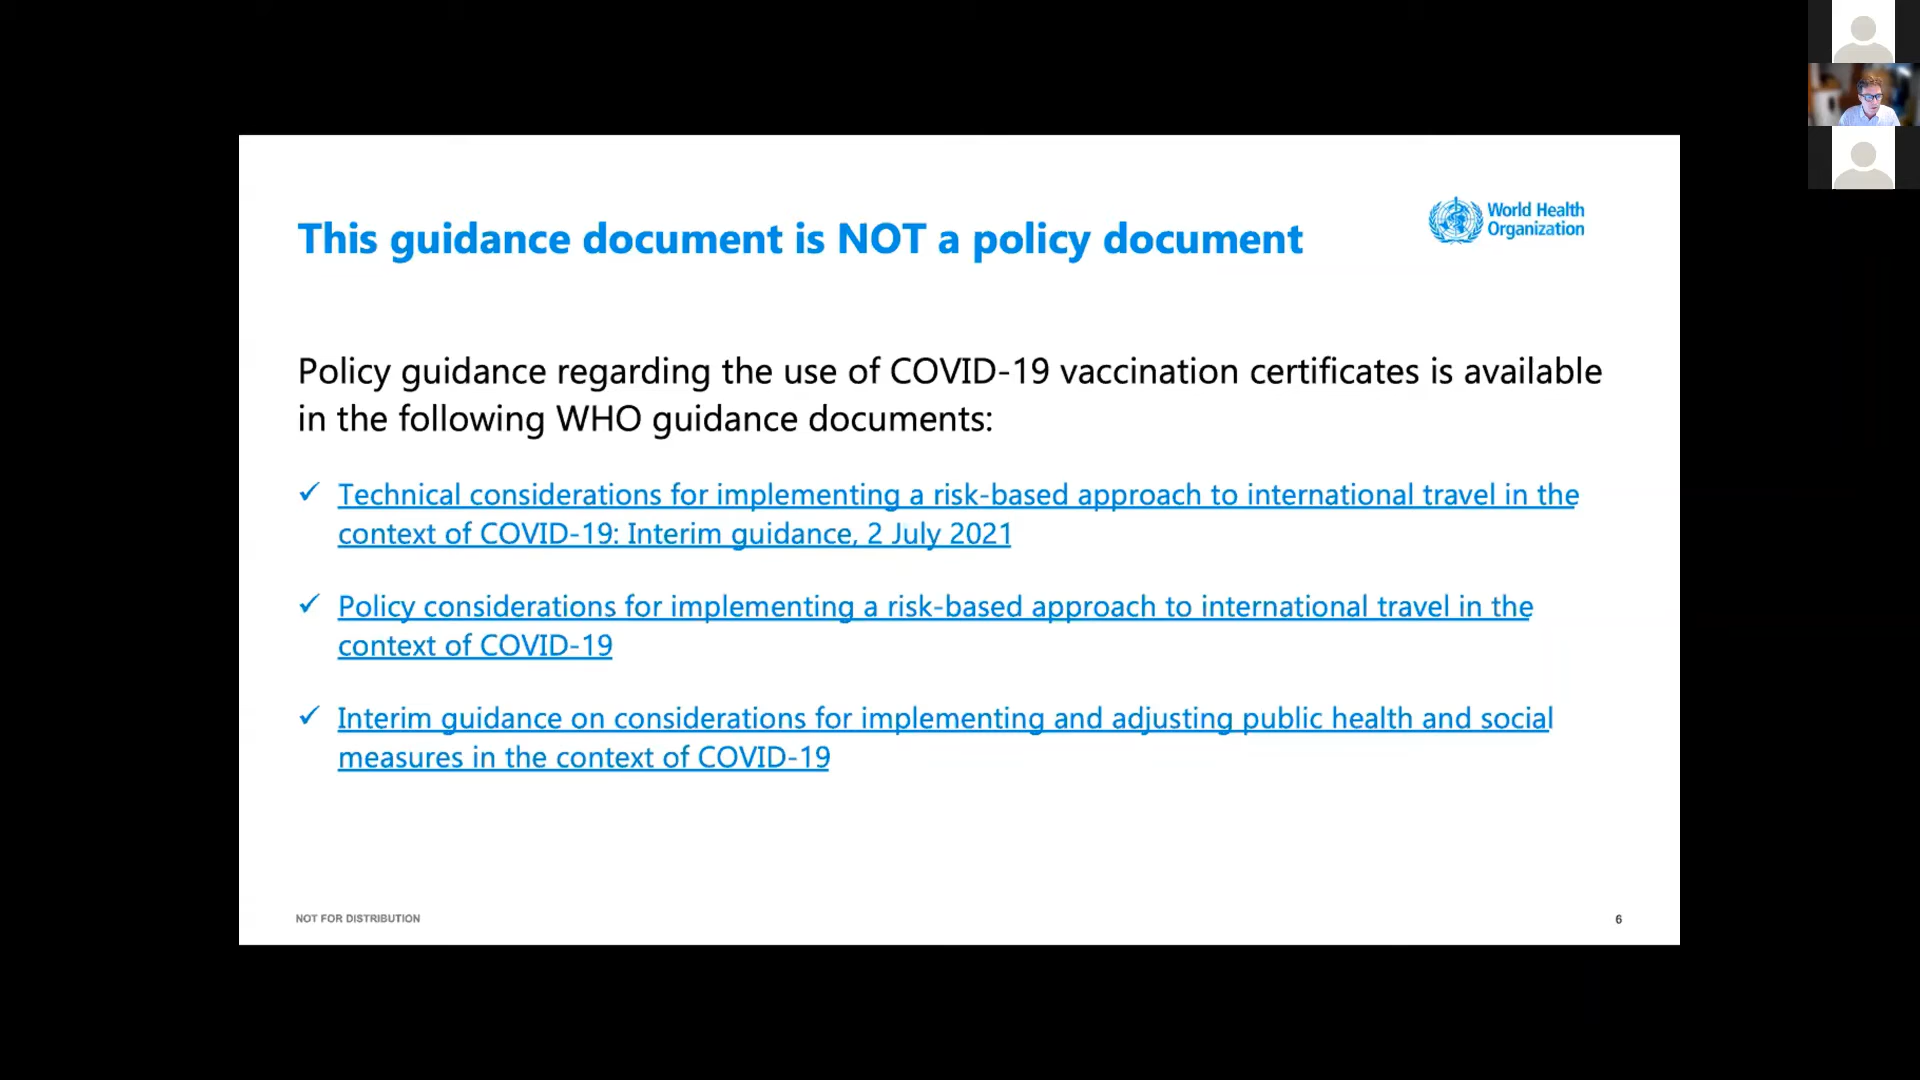 This guidance document is NOT a policy document
World Health
Organization
Policy guidance regarding the use of COVID-19 vaccination certificates is available
in the following WHO guidance documents:
✓ Technical considerations for implementing a risk-based approach to international travel in the
context of COVID-19: Interim guidance, 2 July 2021
✓ Policy considerations for implementing a risk-based approach to international travel in the
context of COVID-19
✓ Interim guidance on considerations for implementing and adjusting public health and social
measures in the context of COVID-19
NOT FOR DISTRIBUTION
6